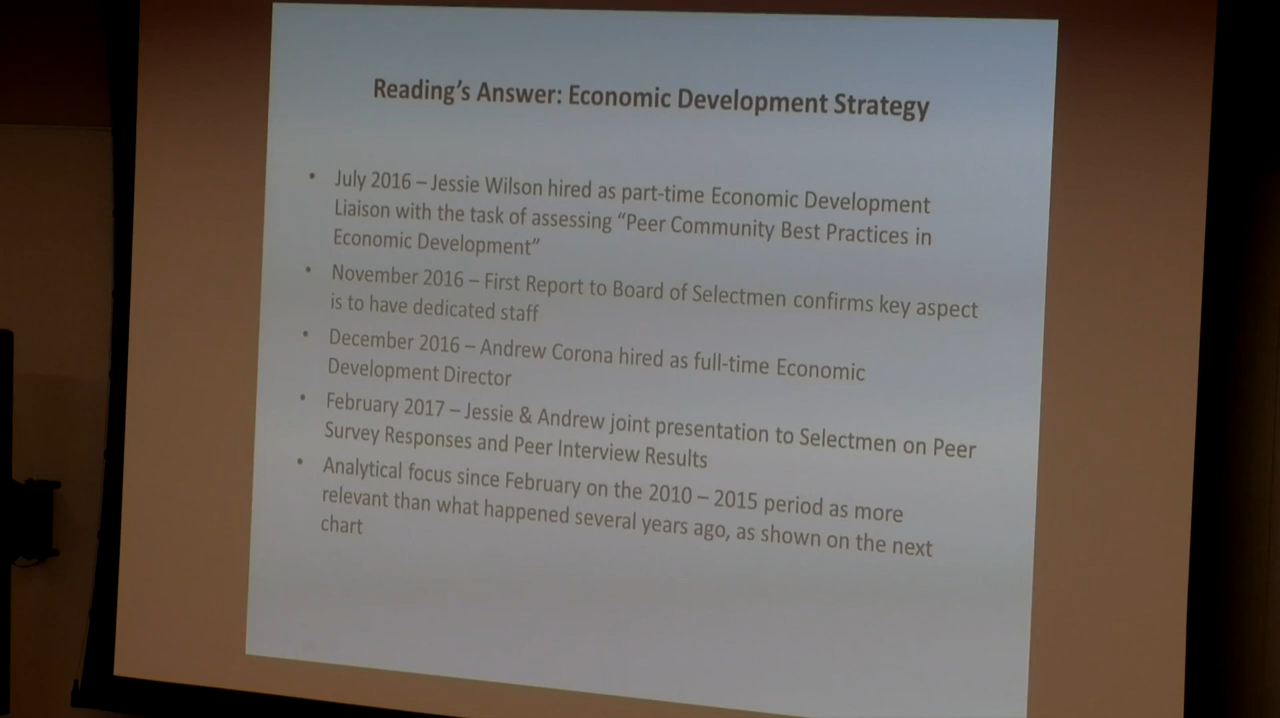 Reading's Answer: Economic Development Strategy
• July 2016 – Jessie Wilson hired as part-time Economic Development
Liaison with the task of assessing “Peer Community Best Practices in
Economic Development”
• November 2016 – First Report to Board of Selectmen confirms key aspect
is to have dedicated staff
• December 2016 – Andrew Corona hired as full-time Economic
Development Director
• February 2017 – Jessie & Andrew joint presentation to Selectmen on Peer
Survey Responses and Peer Interview Results
• Analytical focus since February on the 2010 – 2015 period as more
relevant than what happened several years ago, as shown on the next
chart